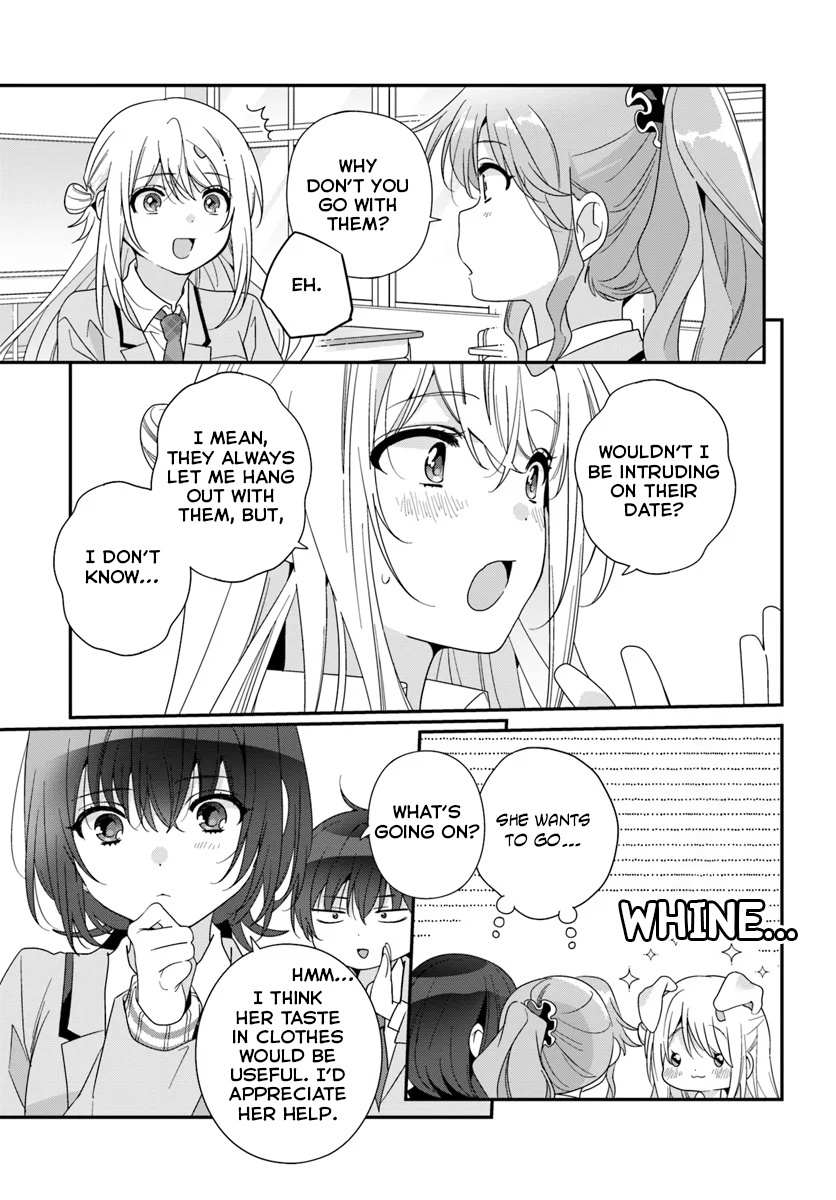 WHY
DON'T YOU
GO WITH
THEM?
EH.
WOULDN'T I
BE INTRUDING
ON THEIR
DATE?
I MEAN,
THEY ALWAYS
LET ME HANG
OUT WITH
THEM, BUT,
I DON'T
KNOW...
SHE WANTS
TO GO...
WHINE...
WHAT'S
GOING ON?
HMM...
I THINK
HER TASTE
IN CLOTHES
WOULD BE
USEFUL. I'D
APPRECIATE
HER HELP.